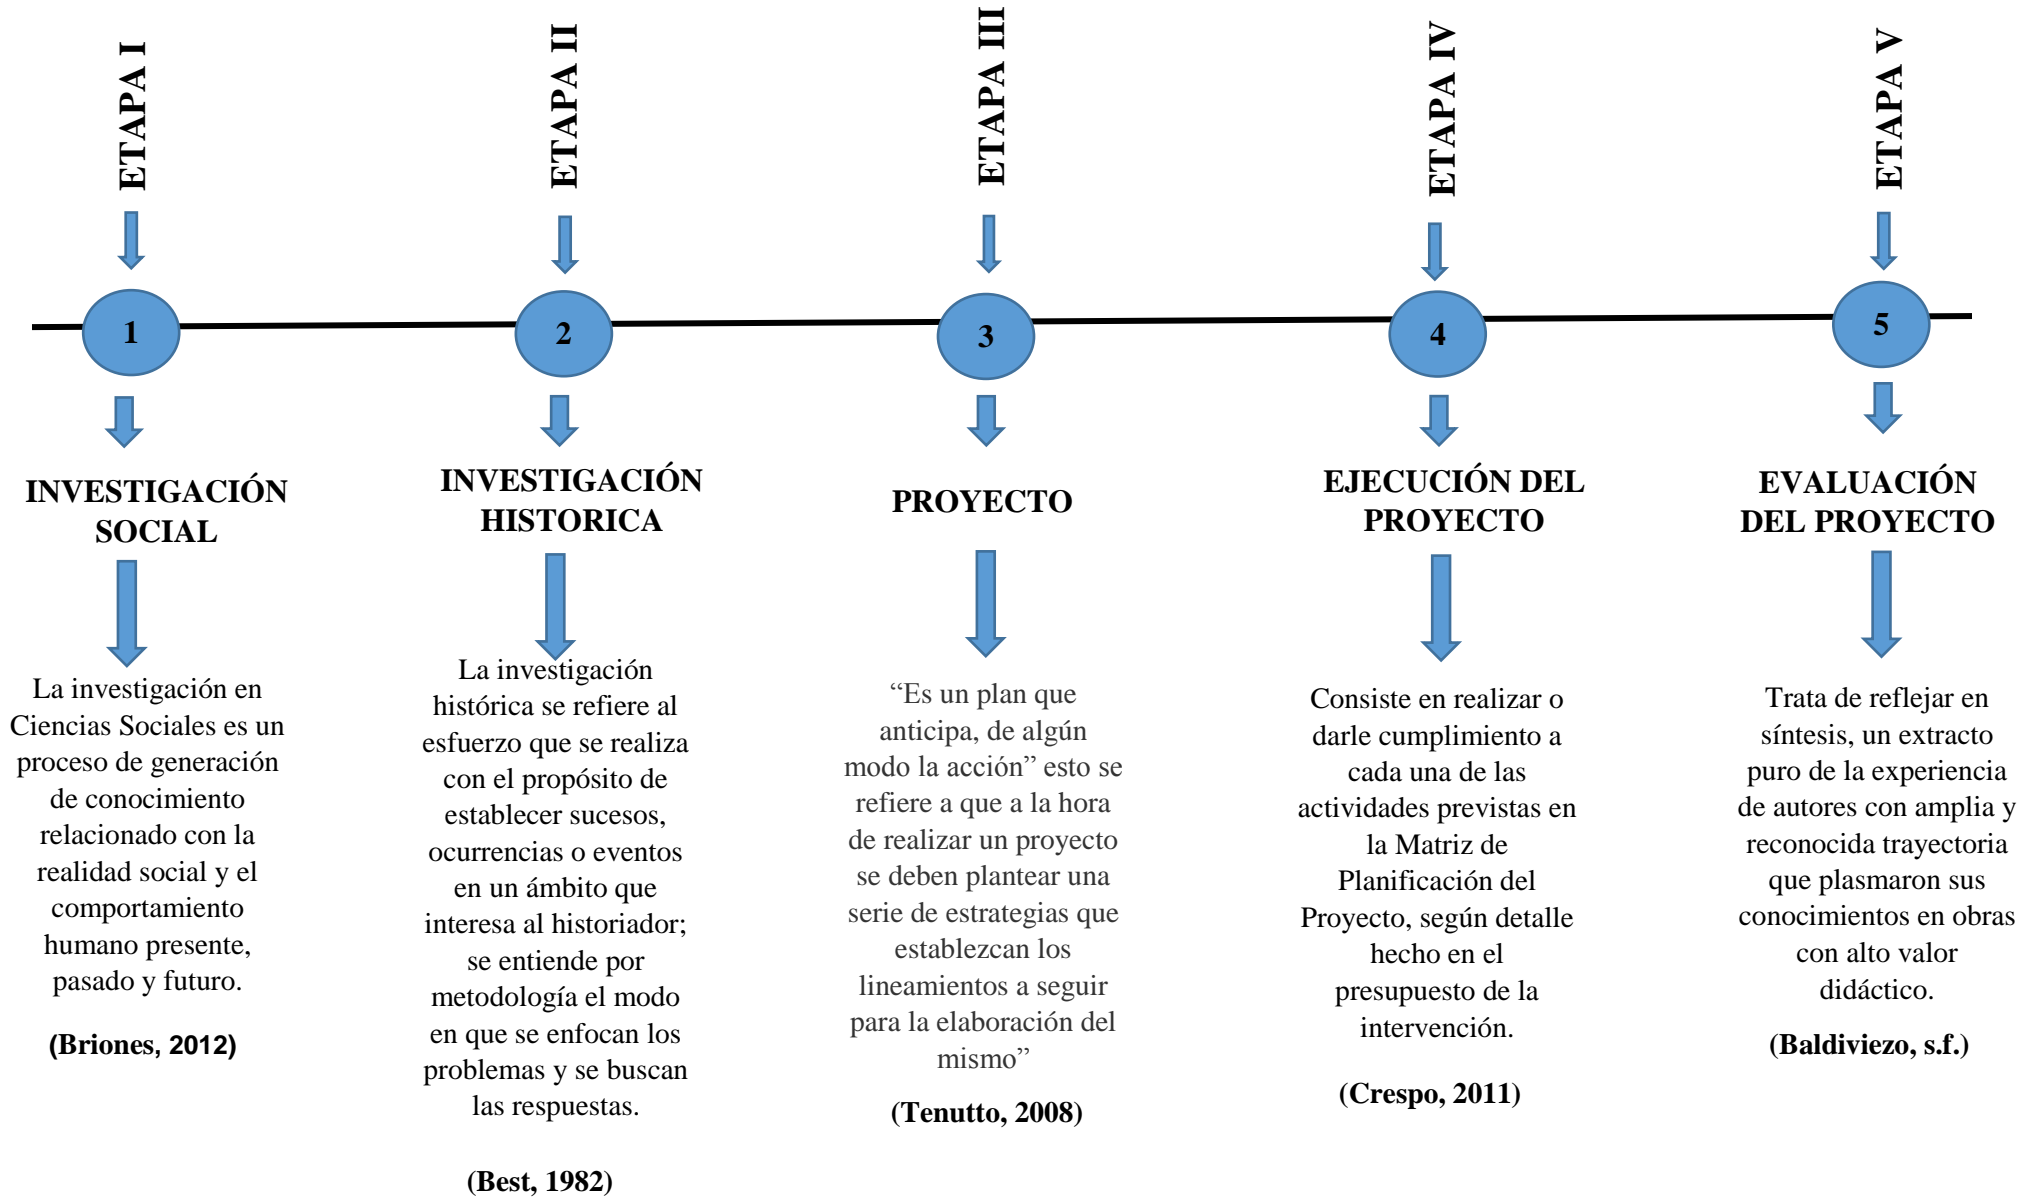 ETAPA I
1
INVESTIGACIÓN
SOCIAL
La investigación en
Ciencias Sociales es un
proceso de generación
de conocimiento
relacionado con la
realidad social y el
comportamiento
humano presente,
pasado y futuro.
(Briones, 2012)
ETAPA II
2
INVESTIGACIÓN
HISTORICA
La investigación
histórica se refiere al
esfuerzo que se realiza
con el propósito de
establecer sucesos,
ocurrencias o eventos
en un ámbito que
interesa al historiador;
se entiende por
metodología el modo
en que se enfocan los
problemas y se buscan
las respuestas.
(Best, 1982)
ETAPA III
3
PROYECTO
“Es un plan que
anticipa, de algún
modo la acción” esto se
refiere a que a la hora
de realizar un proyecto
se deben plantear una
serie de estrategias que
establezcan los
lineamientos a seguir
para la elaboración del
mismo”
(Tenutto, 2008)
ETAPA IV
4
EJECUCIÓN DEL
PROYECTO
Consiste en realizar o
darle cumplimiento a
cada una de las
actividades previstas en
la Matriz de
Planificación del
Proyecto, según detalle
hecho en el
presupuesto de la
intervención.
(Crespo, 2011)
ETAPA V
5
EVALUACIÓN
DEL PROYECTO
Trata de reflejar en
síntesis, un extracto
puro de la experiencia
de autores con amplia y
reconocida trayectoria
que plasmaron sus
conocimientos en obras
con alto valor
didáctico.
(Baldiviezo, s.f.)